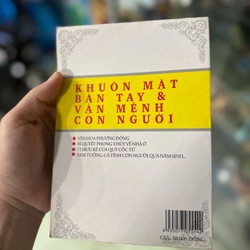 KHUÔN MẶT
BÀN TAY &
VẬN MỆNH
CON NGƯỜI
VĂN HÓA PHƯƠNG ĐÔNG
BÍ QUYẾT PHONG THỦY VỀ NHÀ Ở
72 MƯU KẾ CỦA QUỶ CỐC TỬ
XEM TƯỚNG, CÁ TÍNH CON NGƯỜI QUA NĂM SINH...